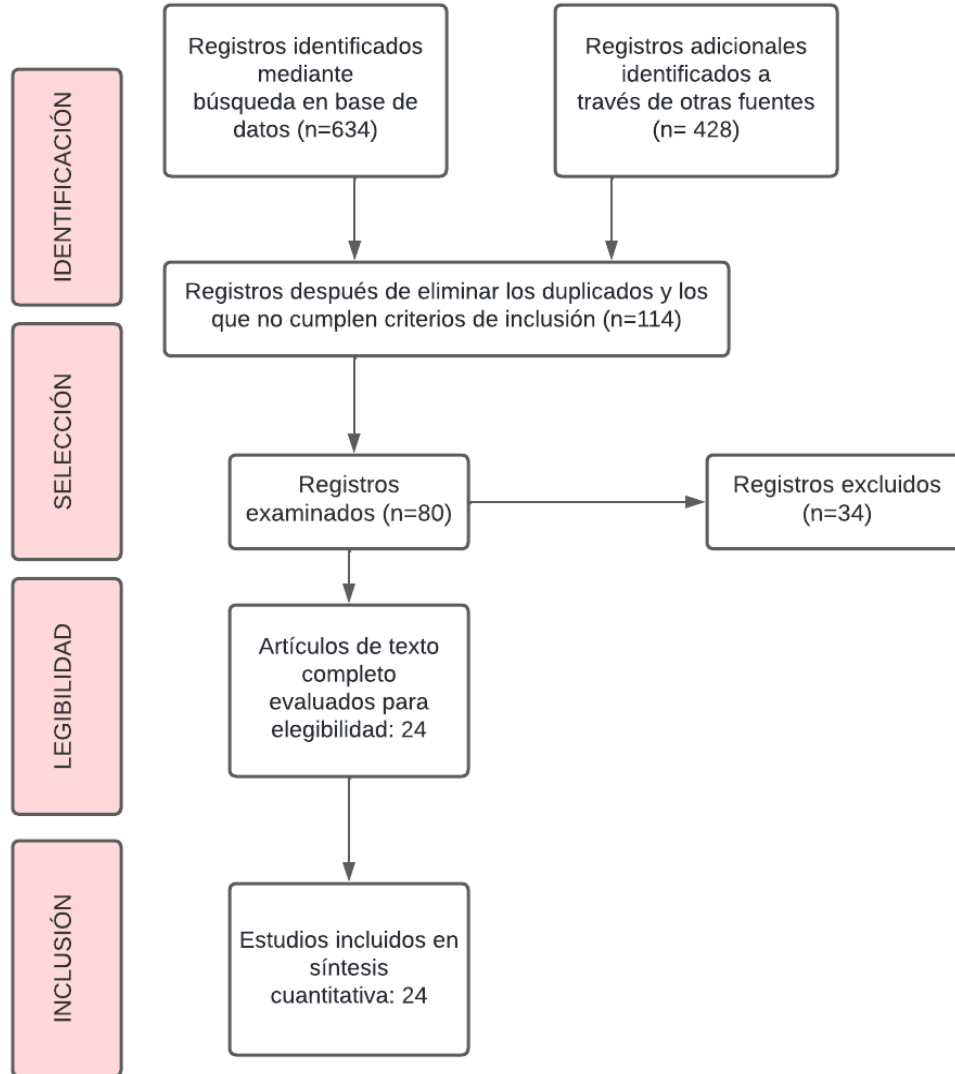 Registros identificados
mediante
búsqueda en base de
datos (n=634)
Registros adicionales
identificados a
través de otras fuentes
(n= 428)
IDENTIFICACIÓN
Registros después de eliminar los duplicados y los
que no cumplen criterios de inclusión (n=114)
SELECCIÓN
Registros
examinados (n=80)
Registros excluidos
(n=34)
LEGIBILIDAD
Artículos de texto
completo
evaluados para
elegibilidad: 24
INCLUSIÓN
Estudios incluidos en
síntesis
cuantitativa: 24